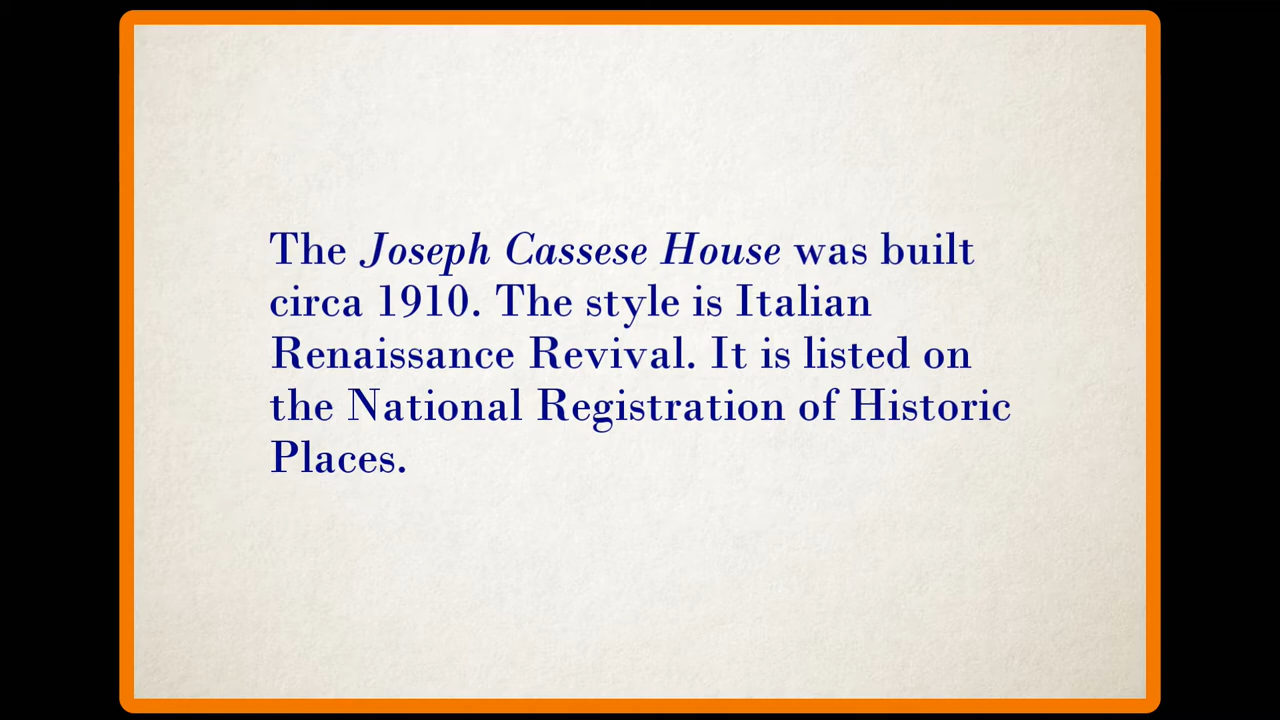 The Joseph Cassese House was built
circa 1910. The style is Italian
Renaissance Revival. It is listed on
the National Registration of Historic
Places.